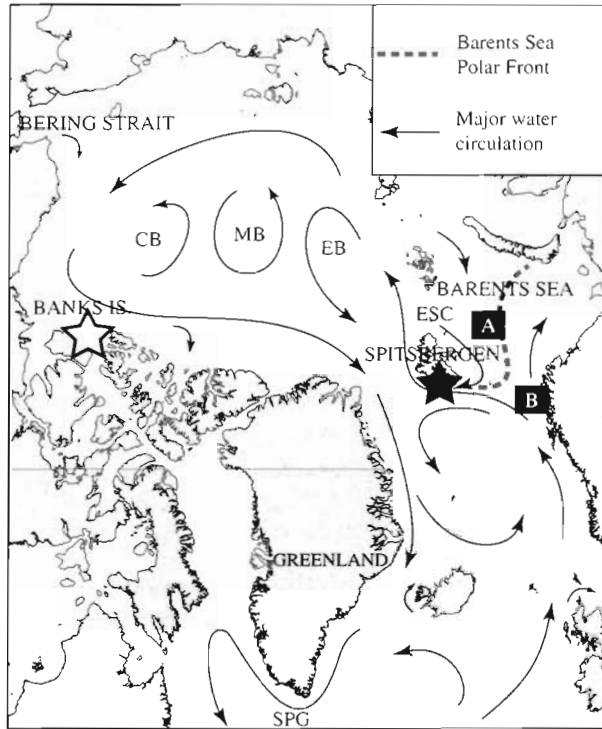 Barents Sea
Polar Front
Major water
circulation
BERING STRAIT
CB
MB
EB
BARENTS SEA
ESC
BANKS IS.
A
SPITSBERGEN
B
GREENLAND
SPG